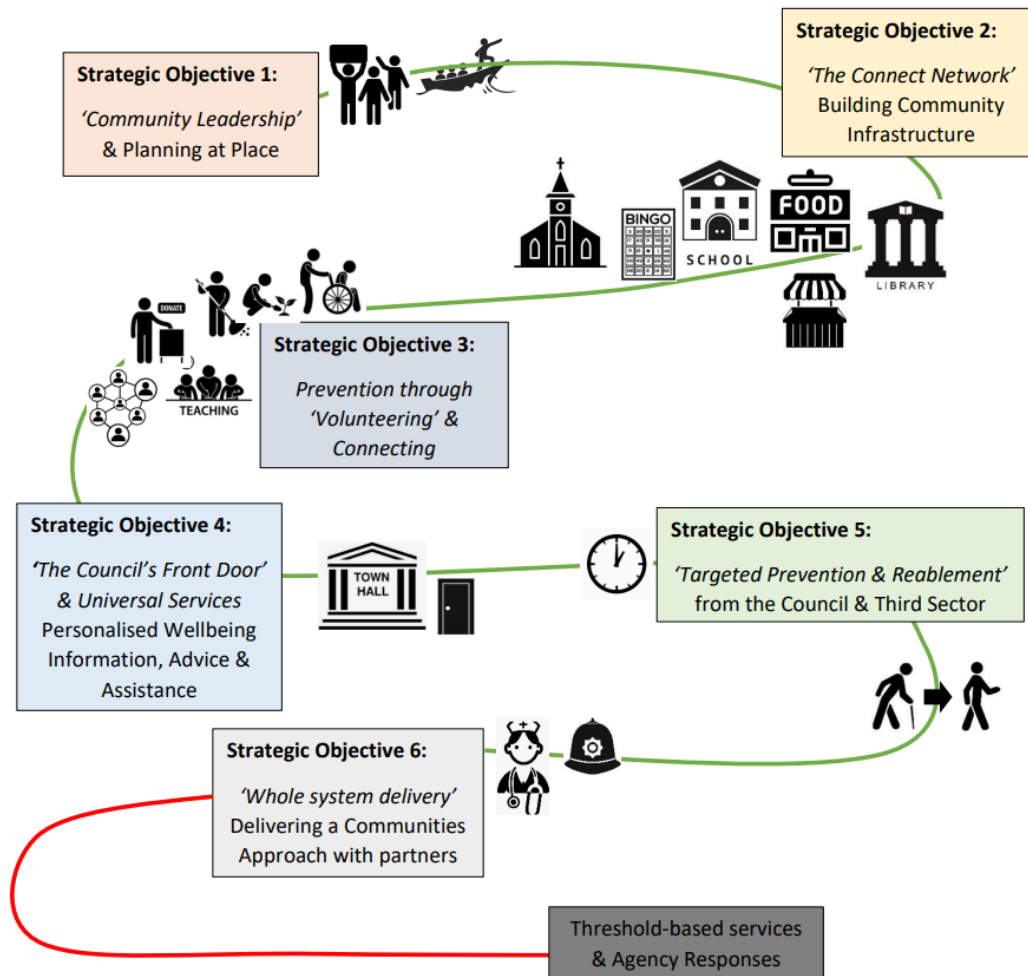 Strategic Objective 1:
‘Community Leadership’
& Planning at Place
Strategic Objective 2:
‘The Connect Network’
Building Community
Infrastructure
BINGO
SCHOOL
FOOD
LIBRARY
DONATE
TEACHING
Strategic Objective 3:
Prevention through
‘Volunteering’ &
Connecting
Strategic Objective 4:
‘The Council’s Front Door’
& Universal Services
Personalised Wellbeing
Information, Advice &
Assistance
TOWN
HALL
Strategic Objective 5:
‘Targeted Prevention & Reablement’
from the Council & Third Sector
Strategic Objective 6:
‘Whole system delivery’
Delivering a Communities
Approach with partners
Threshold-based services
& Agency Responses